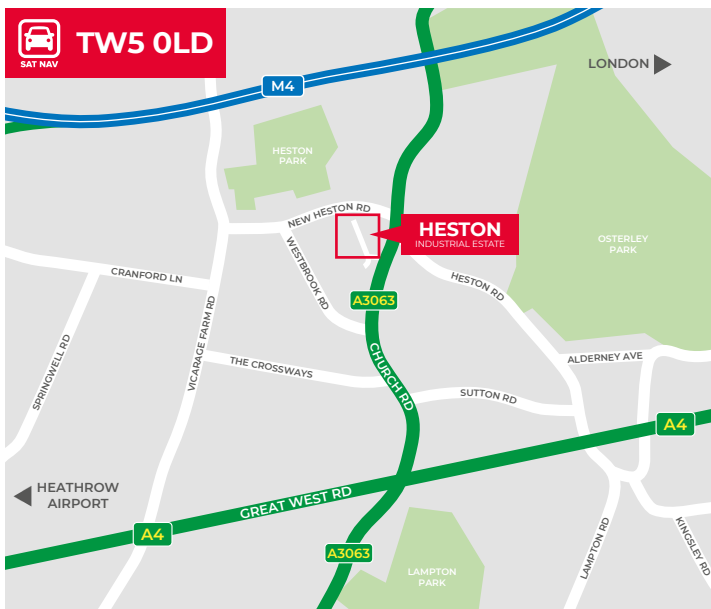 SAT NAV
TW5 0LD
M4
LONDON
HESTON
PARK
NEW HESTON RD
HESTON
INDUSTRIAL ESTATE
OSTERLEY
PARK
WESTBROOK RD
CRANFORD LN
HESTON RD
A3063
VICARAGE FARM RD
SPRINGWELL RD
THE CROSSWAYS
CHURCH RD
ALDERNEY AVE
SUTTON RD
A4
HEATHROW
AIRPORT
GREAT WEST RD
A4
A3063
LAMPTON RD
KINGSLEY RD
LAMPTON
PARK